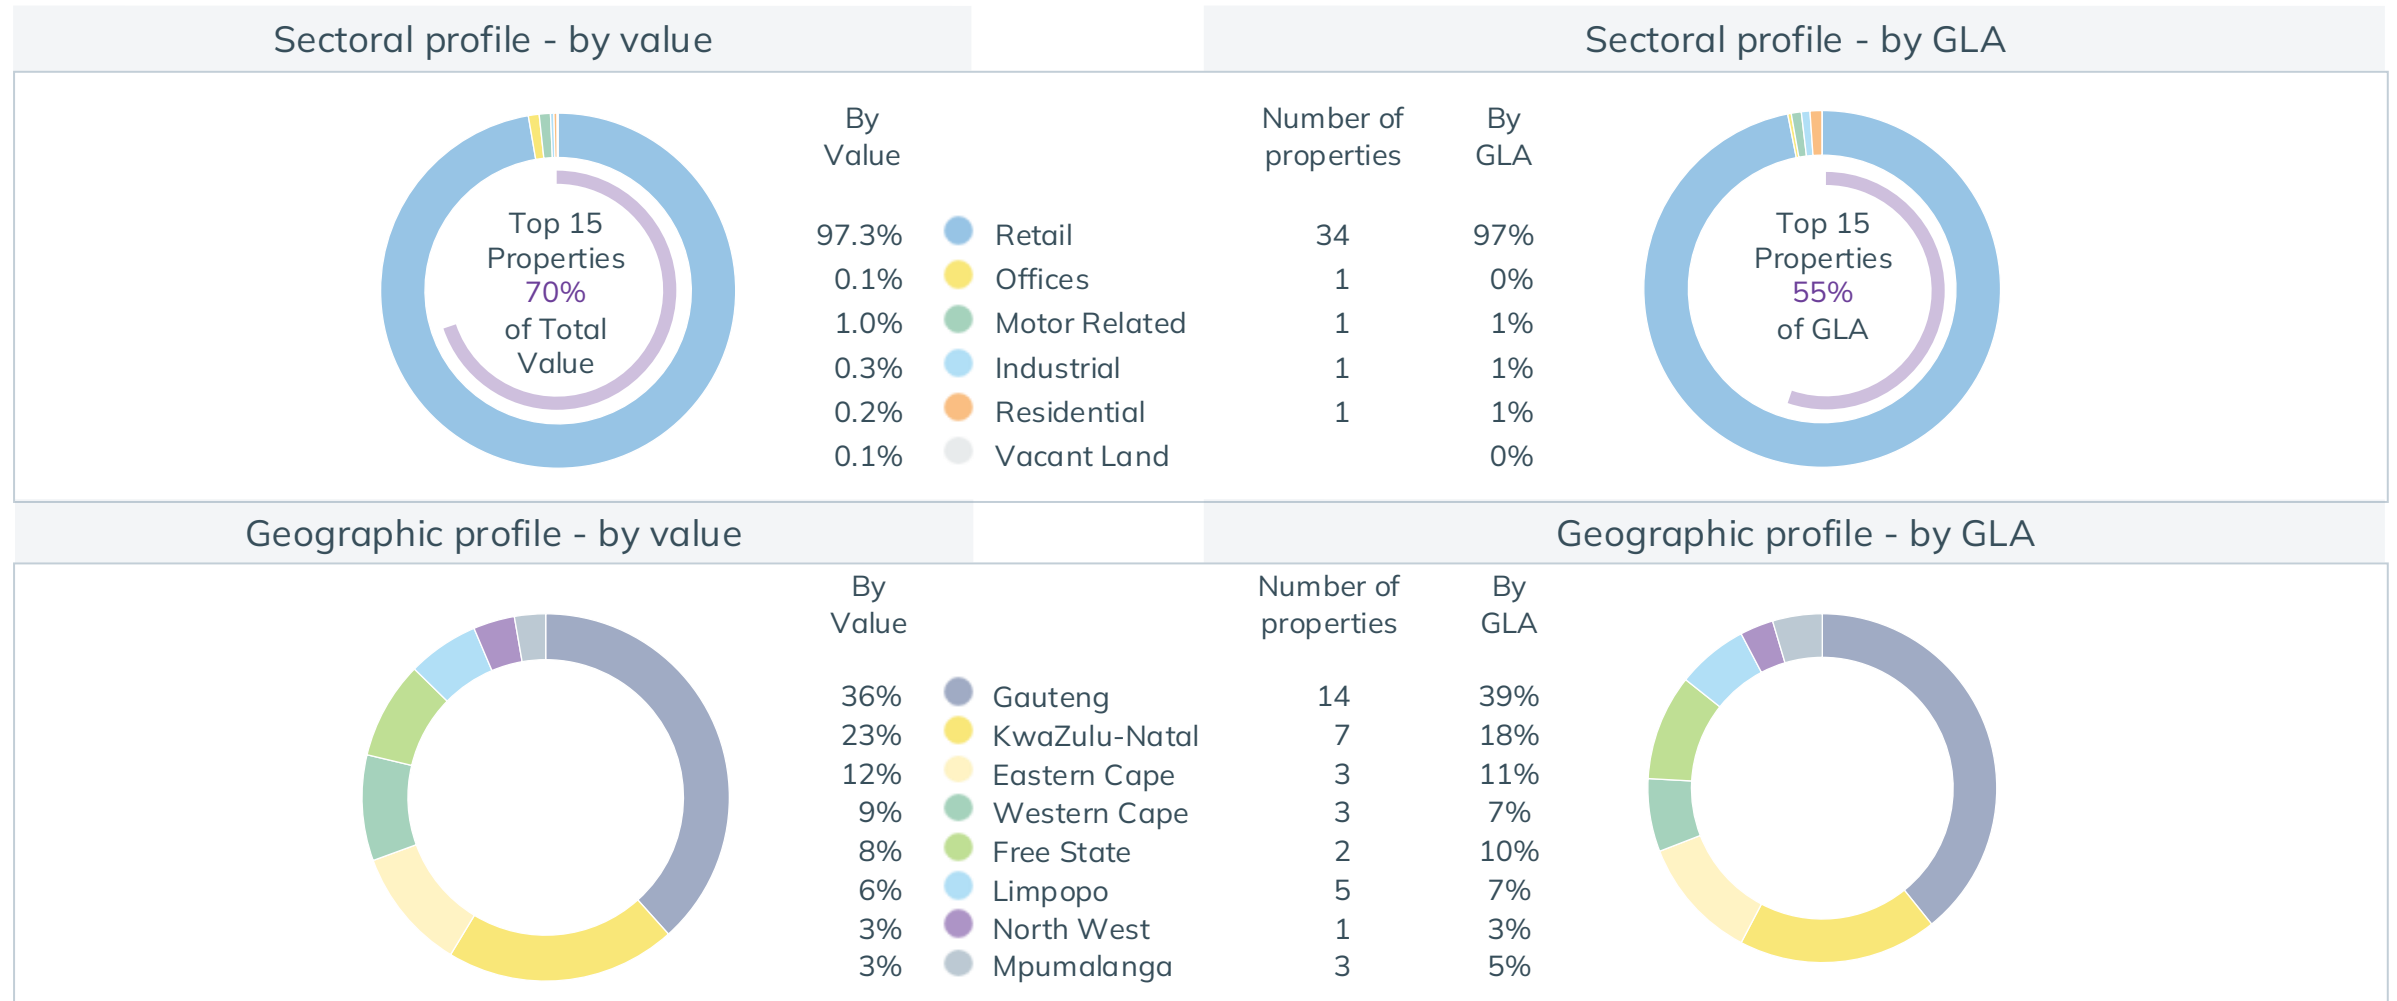 Sectoral profile - by value
Sectoral profile - by GLA
Top 15
Properties
70%
of Total
Value
By
Value
Number of
properties
By
GLA
97.3% Retail 34 97%
0.1% Offices 1 0%
1.0% Motor Related 1 1%
0.3% Industrial 1 1%
0.2% Residential 1 1%
0.1% Vacant Land 0%
Top 15
Properties
55%
of GLA
Geographic profile - by value
Geographic profile - by GLA
By
Value
Number of
properties
By
GLA
36% Gauteng 14 39%
23% KwaZulu-Natal 7 18%
12% Eastern Cape 3 11%
9% Western Cape 3 7%
8% Free State 2 10%
6% Limpopo 5 7%
3% North West 1 3%
3% Mpumalanga 3 5%